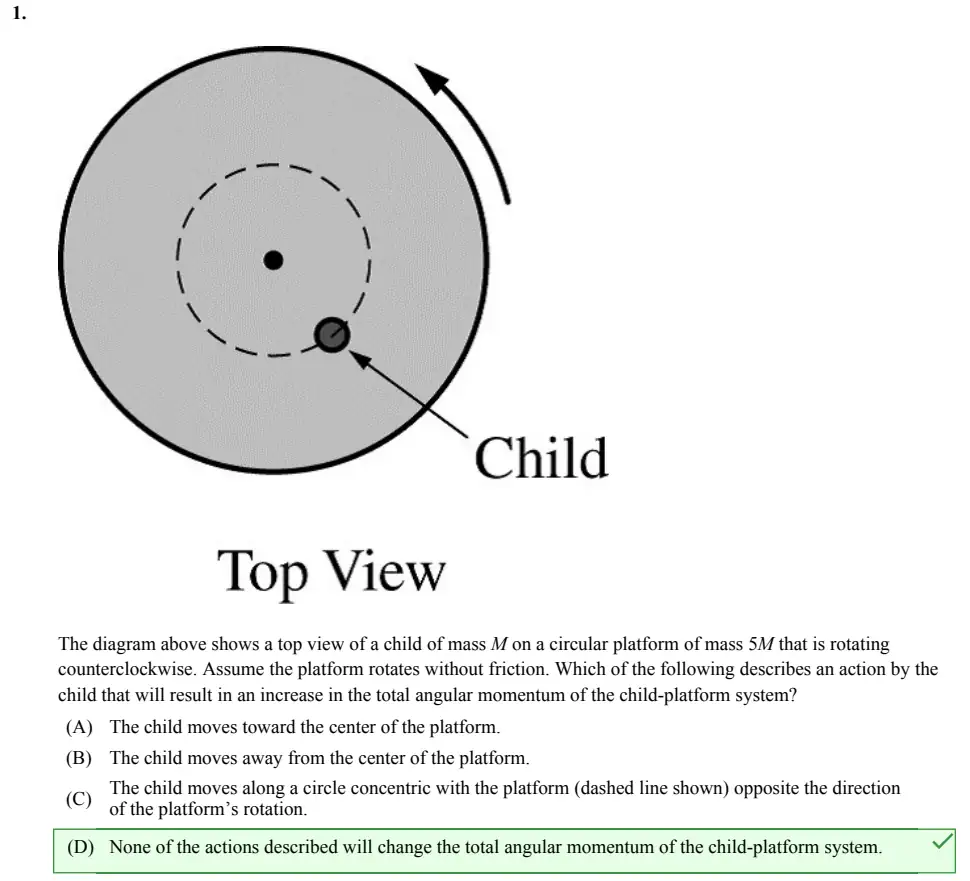 1.
Child
Top View
The diagram above shows a top view of a child of mass M on a circular platform of mass 5M that is rotating
counterclockwise. Assume the platform rotates without friction. Which of the following describes an action by the
child that will result in an increase in the total angular momentum of the child-platform system?
(A) The child moves toward the center of the platform.
(B) The child moves away from the center of the platform.
(C) The child moves along a circle concentric with the platform (dashed line shown) opposite the direction
of the platform’s rotation.
(D) None of the actions described will change the total angular momentum of the child-platform system.